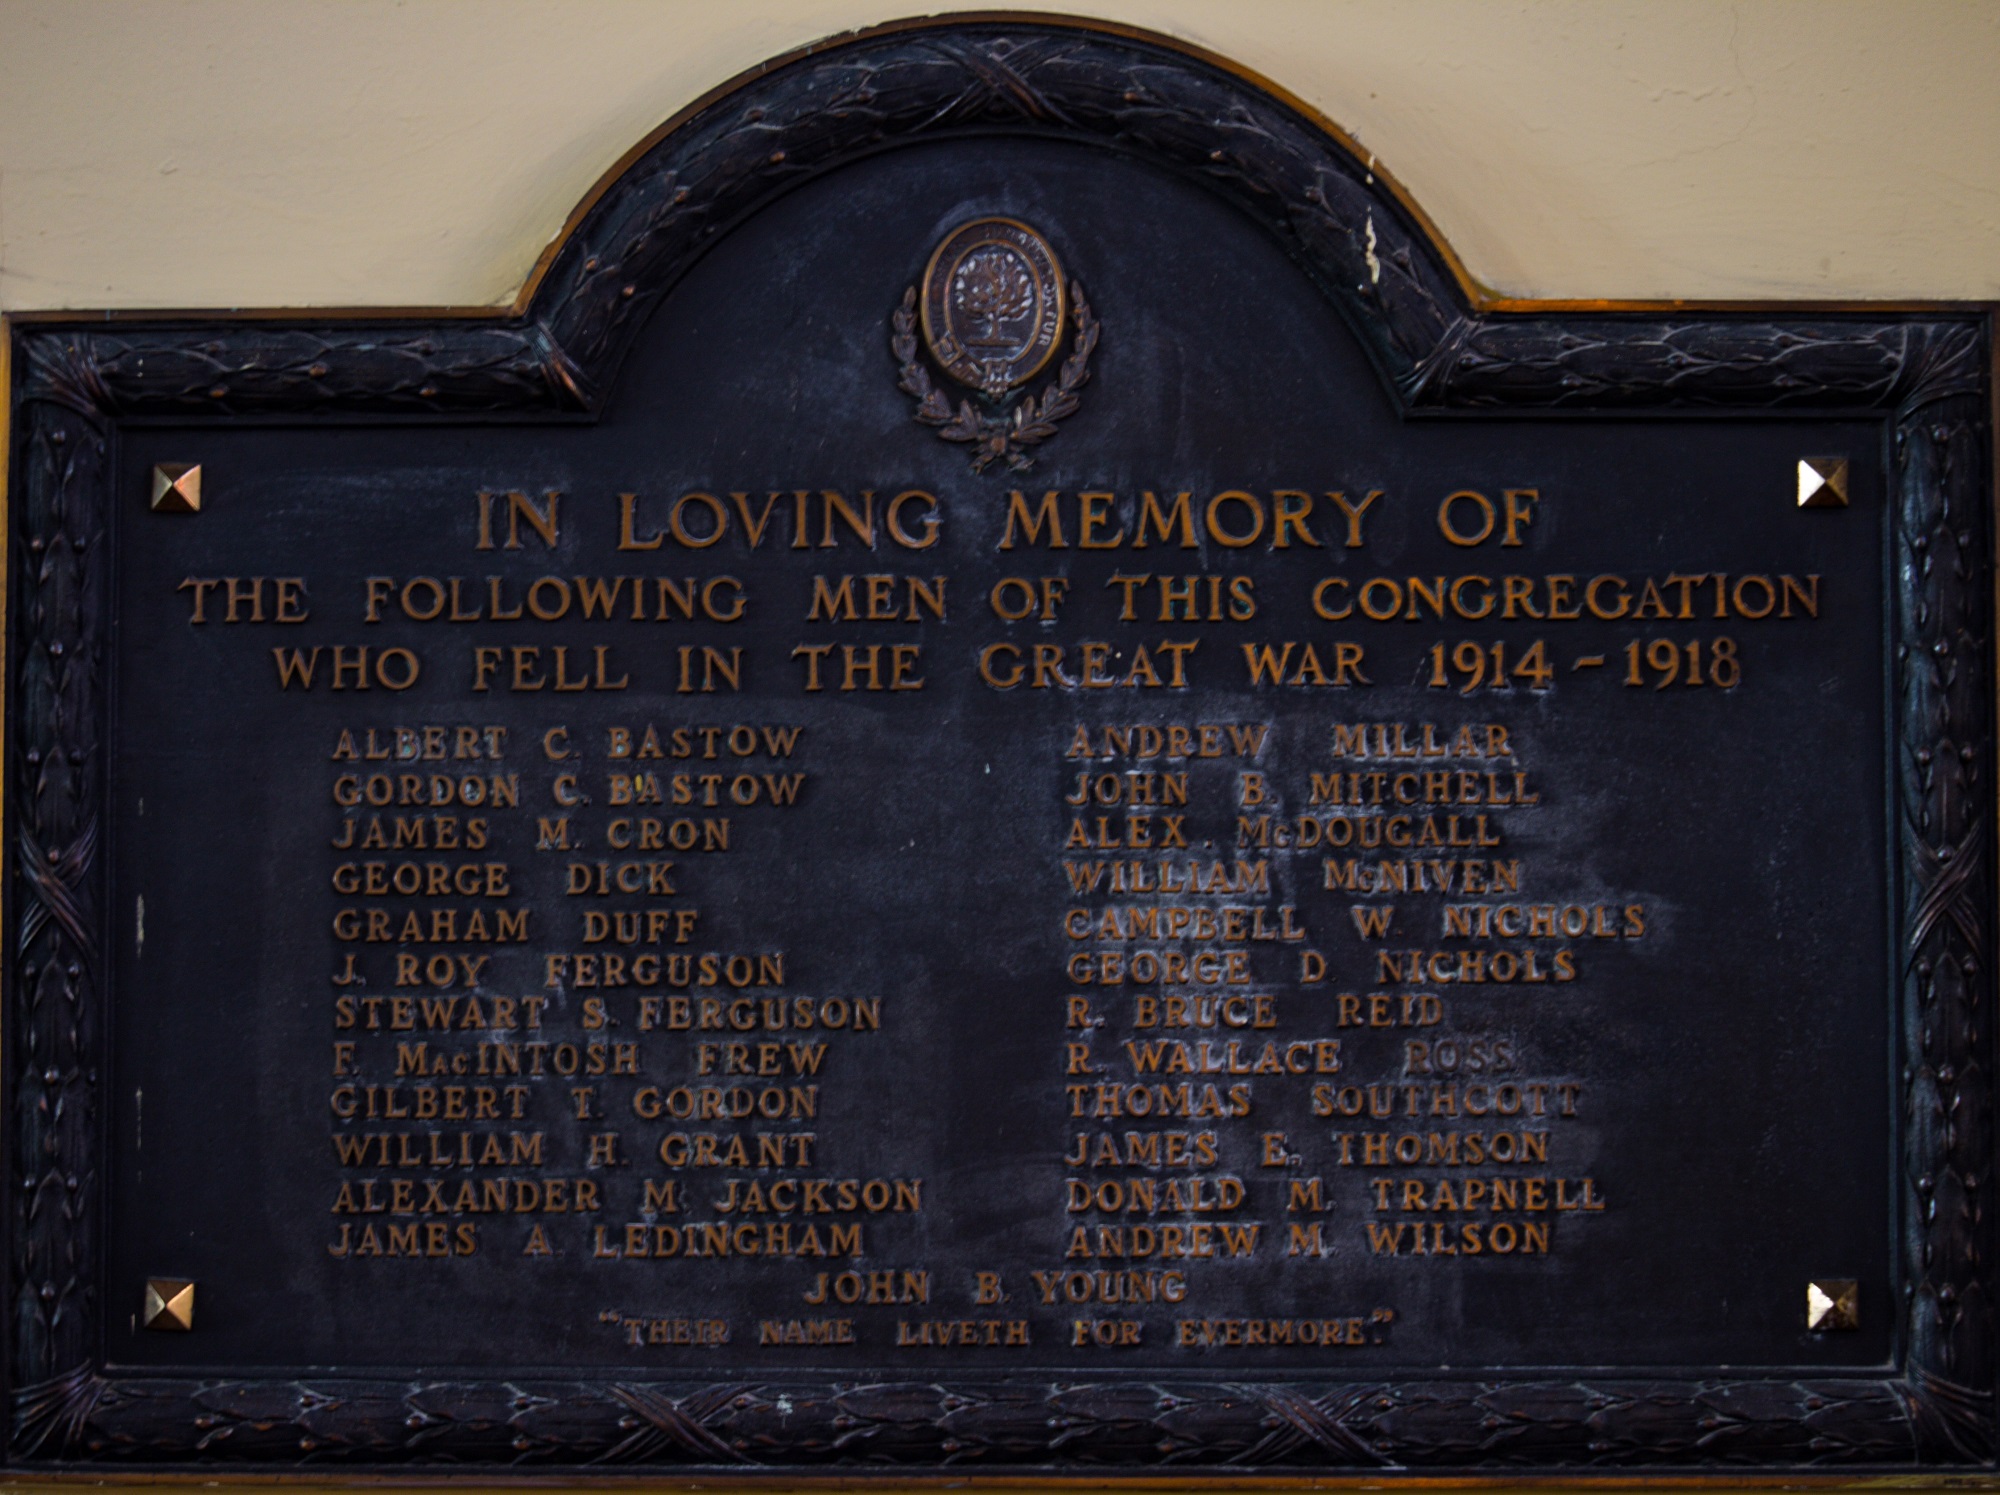 IN LOVING MEMORY OF
THE FOLLOWING MEN OF THIS CONGREGATION
WHO FELL IN THE GREAT WAR 1914-1918
ALBERT C. BASTOW
GORDON C. BASTOW
JAMES M. CRON
GEORGE DICK
GRAHAM DUFF
J. ROY FERGUSON
STEWART S. FERGUSON
F. MacINTOSH FREW
GILBERT T. GORDON
WILLIAM H. GRANT
ALEXANDER M. JACKSON
JAMES A. LEDINGHAM
ANDREW MILLAR
JOHN B. MITCHELL
ALEX. McDOUGALL
WILLIAM McNIVEN
CAMPBELL W. NICHOLS
GEORGE D. NICHOLS
R. BRUCE REID
R. WALLACE ROSS
THOMAS SOUTHCOTT
JAMES E. THOMSON
DONALD M. TRAPNELL
ANDREW M. WILSON
JOHN B. YOUNG
"THEIR NAME LIVETH FOR EVERMORE."